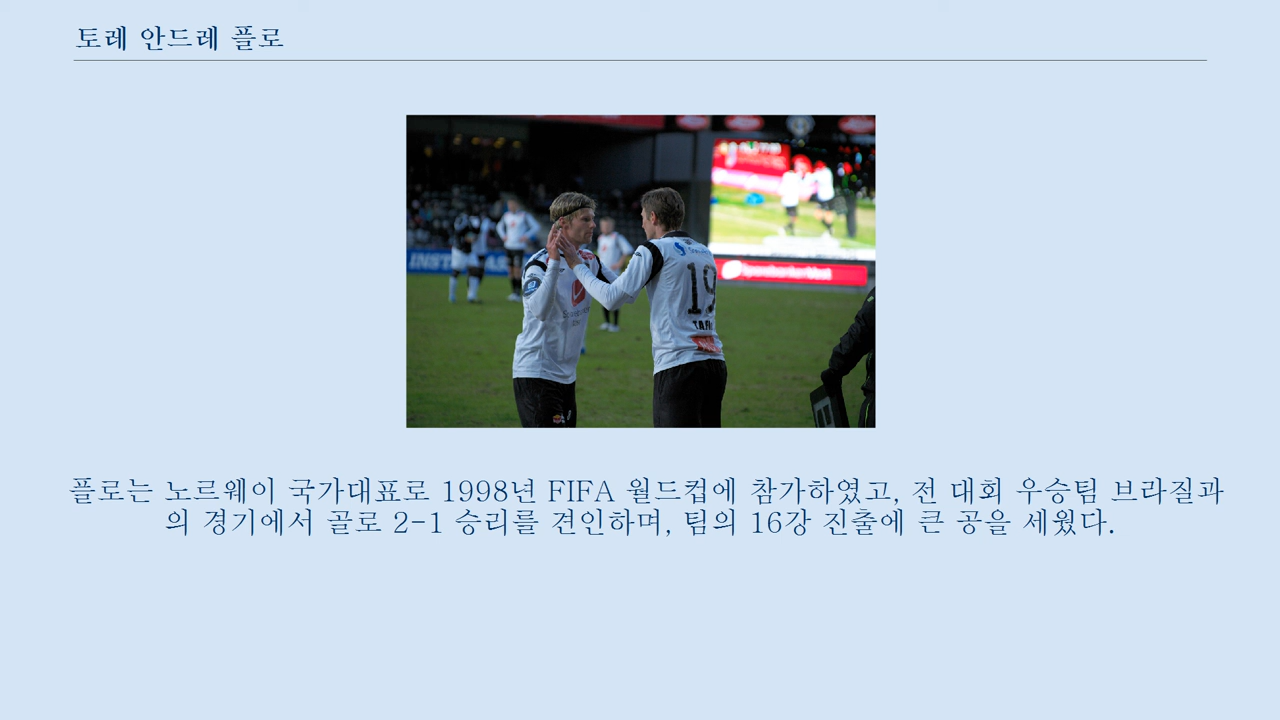 토레 안드레 플로
INST
19
플로는 노르웨이 국가대표로 1998년 FIFA 월드컵에 참가하였고, 전 대회 우승팀 브라질과
의 경기에서 골로 2-1 승리를 견인하며, 팀의 16강 진출에 큰 공을 세웠다.